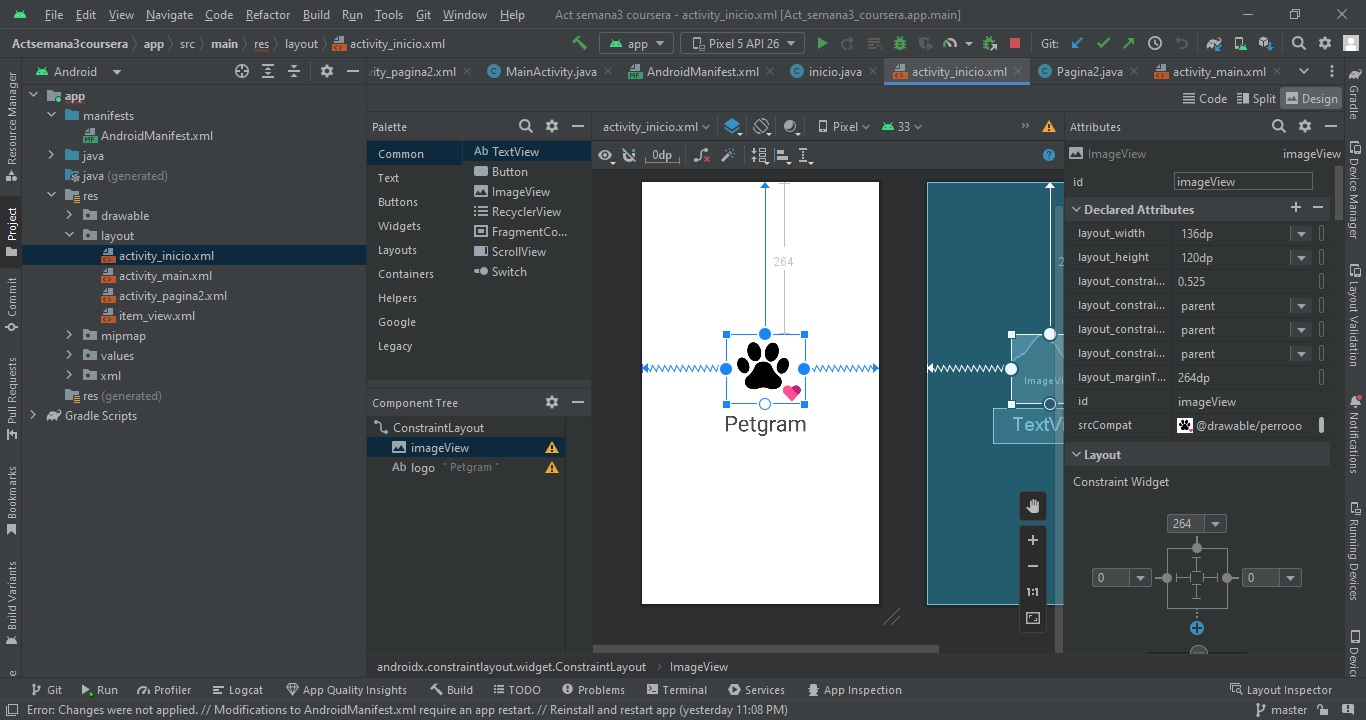 File Edit View Navigate Code Refactor Build Run Tools Git Window Help Act semana3 coursera - activity_inicio.xml [Act_semana3_coursera.app.main]
Actsemana3coursera app src main res layout activity_inicio.xml app Pixel 5 API 26 Git:
Android
vity_pagina2.xml MainActivity.java AndroidManifest.xml inicio.java activity_inicio.xml Pagina2.java activity_main.xml
Code Split Design
Resource Manager
Project
Commit
Pull Requests
Bookmarks
Build Variants
app
manifests
AndroidManifest.xml
java
java (generated)
res
drawable
layout
activity_inicio.xml
activity_main.xml
activity_pagina2.xml
item_view.xml
mipmap
values
xml
res (generated)
Gradle Scripts
Palette
Common
Text
Buttons
Widgets
Layouts
Containers
Helpers
Google
Legacy
Ab TextView
Button
ImageView
RecyclerView
FragmentCo...
ScrollView
Switch
Component Tree
ConstraintLayout
imageView
Ab logo " Petgram "
activity_inicio.xml Pixel 33
0dp
264
Petgram
2
ImageVi
TextVi
1:1
Attributes
ImageView imageView
id imageView
Declared Attributes
layout_width 136dp
layout_height 120dp
layout_constrai... 0.525
layout_constrai... parent
layout_constrai... parent
layout_constrai... parent
layout_marginT... 264dp
id imageView
srcCompat @drawable/perrooo
Layout
Constraint Widget
264
0 0
Gradle
Device Manager
Layout Validation
Notifications
Running Devices
androidx.constraintlayout.widget.ConstraintLayout ImageView
Git Run Profiler Logcat App Quality Insights Build TODO Problems Terminal Services App Inspection Layout Inspector
Error: Changes were not applied. // Modifications to AndroidManifest.xml require an app restart. // Reinstall and restart app (yesterday 11:08 PM) master